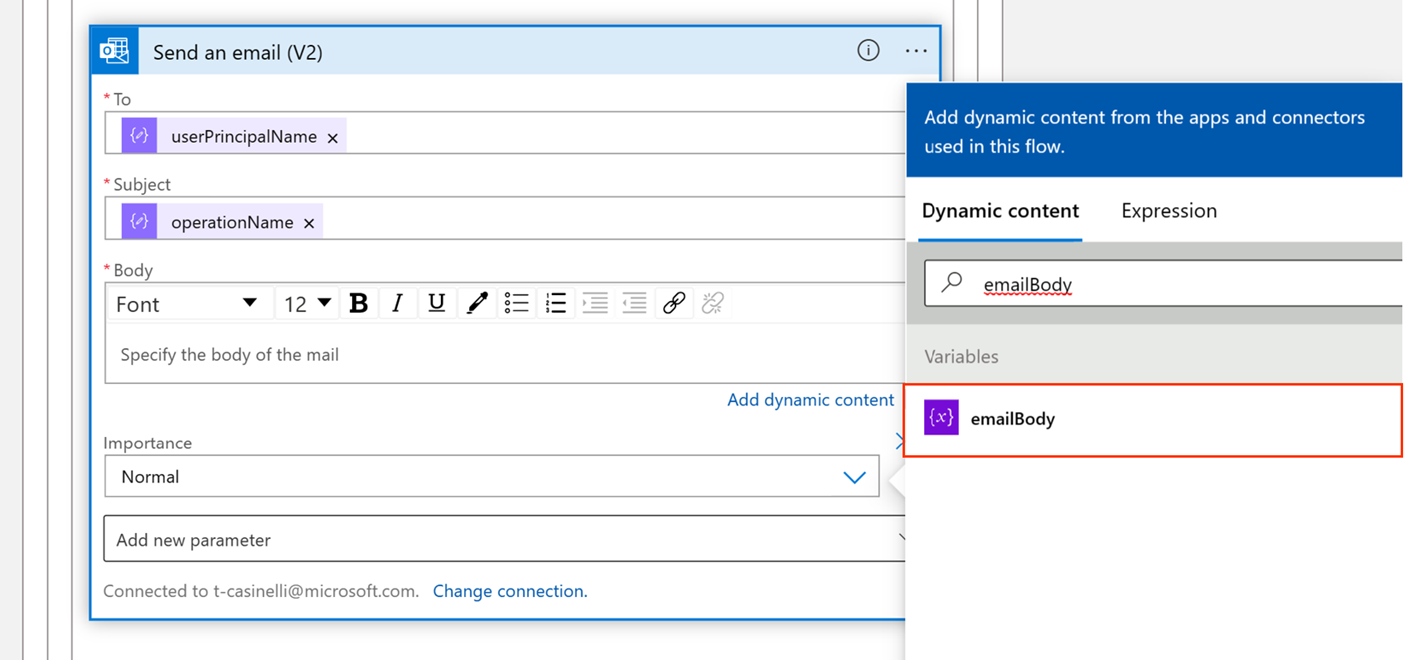 Send an email (V2)
* To
userPrincipalName ×
* Subject
operationName ×
* Body
Font 12 B I U
Specify the body of the mail
Add dynamic content
Importance
Normal
Add new parameter
Connected to t-casinelli@microsoft.com. Change connection.
Add dynamic content from the apps and connectors
used in this flow.
Dynamic content Expression
emailBody
Variables
{x} emailBody